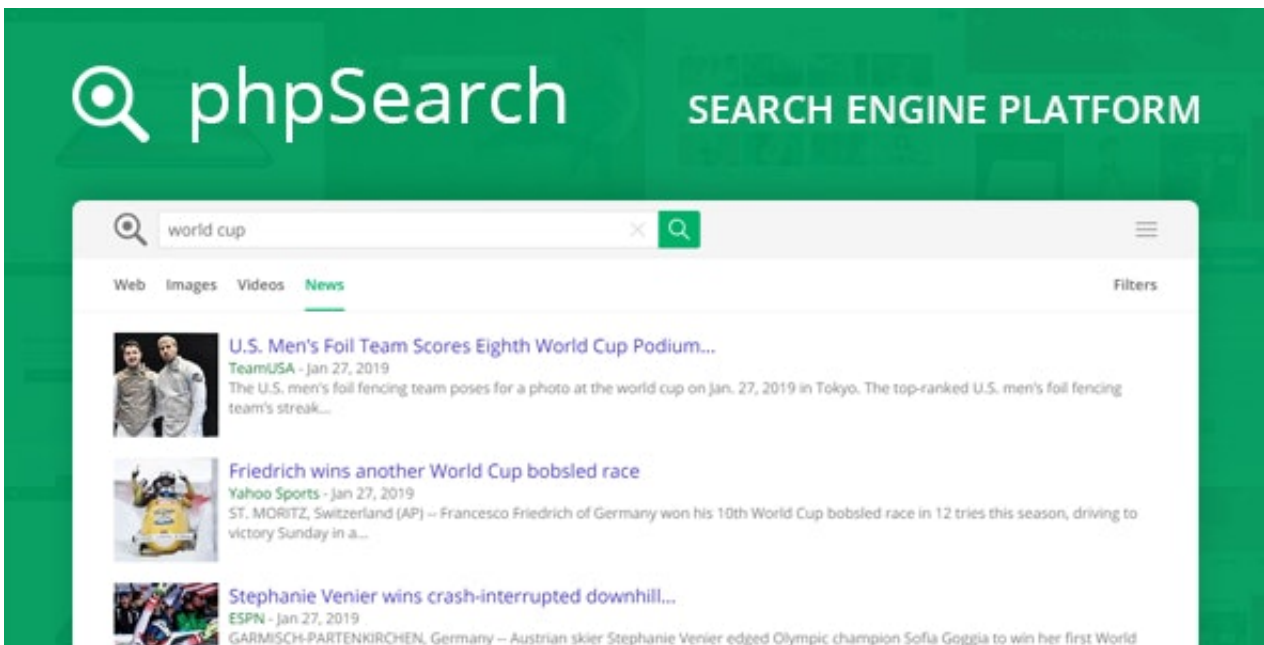 phpSearch
SEARCH ENGINE PLATFORM
world cup
Web Images Videos News Filters
U.S. Men's Foil Team Scores Eighth World Cup Podium...
TeamUSA - Jan 27, 2019
The U.S. men's foil fencing team poses for a photo at the world cup on Jan. 27, 2019 in Tokyo. The top-ranked U.S. men's foil fencing
team's streak...
Friedrich wins another World Cup bobsled race
Yahoo Sports - Jan 27, 2019
ST. MORITZ, Switzerland (AP) -- Francesco Friedrich of Germany won his 10th World Cup bobsled race in 12 tries this season, driving to
victory Sunday in a...
Stephanie Venier wins crash-interrupted downhill...
ESPN - Jan 27, 2019
GARMISCH-PARTENKIRCHEN, Germany -- Austrian skier Stephanie Venier edged Olympic champion Sofia Goggia to win her first World